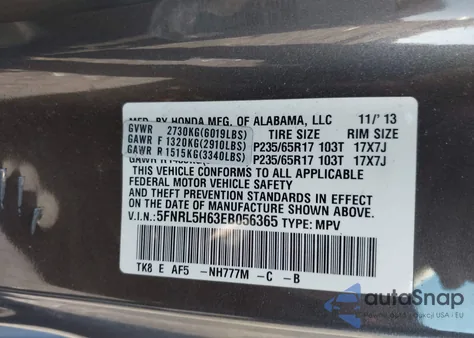 MFD. BY HONDA MFG. OF ALABAMA, LLC 11/'13
GVWR 2730KG(6019LBS)
TIRE SIZE RIM SIZE
GAWR F 1320KG(2910LBS) P235/65R17 103T 17X7J
GAWR R 1515KG(3340LBS) P235/65R17 103T 17X7J
THIS VEHICLE CONFORMS TO ALL APPLICABLE
FEDERAL MOTOR VEHICLE SAFETY
AND THEFT PREVENTION STANDARDS IN EFFECT
ON THE DATE OF MANUFACTURE SHOWN ABOVE.
V.I.N:5FNRL5H63EB056365 TYPE: MPV
TK8 E AF5 -NH777M -C -B
autoSnap
aukcji USA i EU